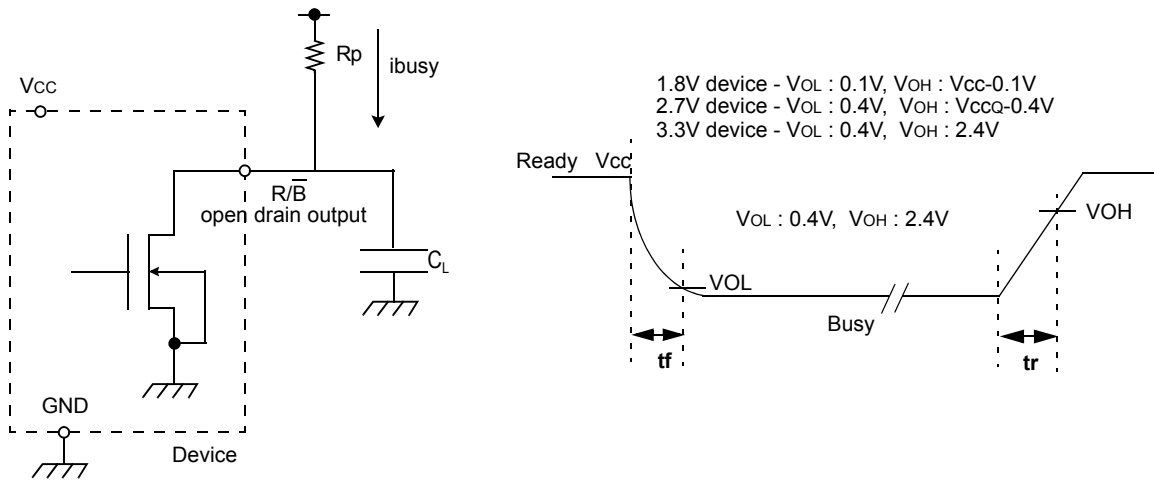 Rp
ibusy
VCC
R/B̅
open drain output
CL
GND
Device
1.8V device - VOL : 0.1V, VOH : Vcc-0.1V
2.7V device - VOL : 0.4V, VOH : VccQ-0.4V
3.3V device - VOL : 0.4V, VOH : 2.4V
Ready Vcc
VOL : 0.4V, VOH : 2.4V
VOH
VOL
Busy
tf
tr